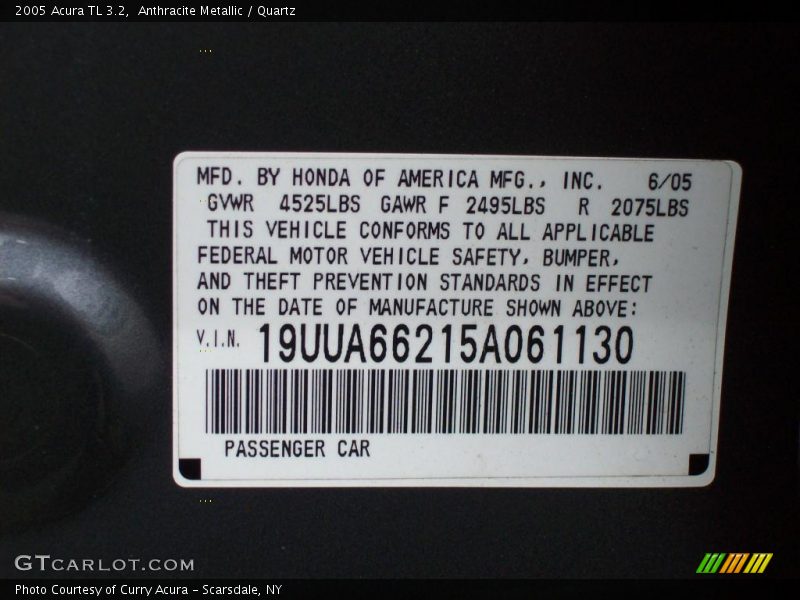 2005 Acura TL 3.2,  Anthracite Metallic / Quartz
MFD. BY HONDA OF AMERICA MFG., INC. 6/05
GVWR 4525LBS GAWR F 2495LBS R 2075LBS
THIS VEHICLE CONFORMS TO ALL APPLICABLE
FEDERAL MOTOR VEHICLE SAFETY, BUMPER,
AND THEFT PREVENTION STANDARDS IN EFFECT
ON THE DATE OF MANUFACTURE SHOWN ABOVE:
V.I.N. 19UUA66215A061130
PASSENGER CAR
GTCARLOT.COM
Photo Courtesy of Curry Acura - Scarsdale, NY